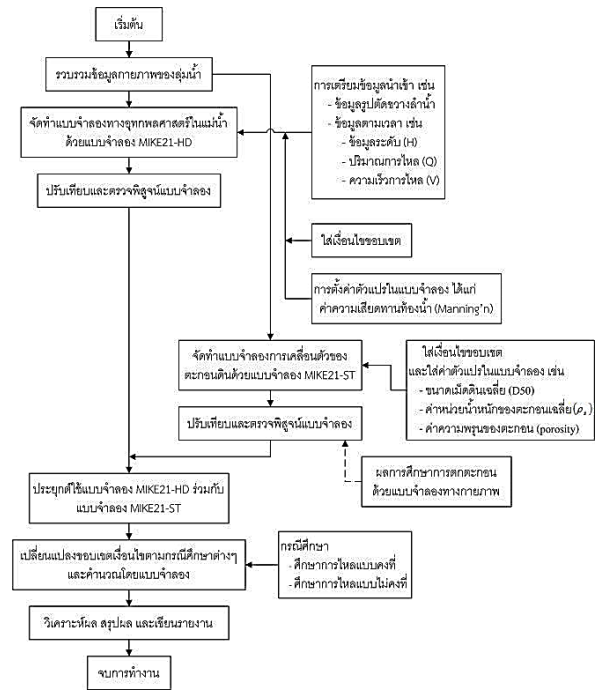 เริ่มต้น
รวบรวมข้อมูลกายภาพของลุ่มน้ำ
การเตรียมข้อมูลนำเข้า เช่น
- ข้อมูลรูปตัดขวางลำน้ำ
- ข้อมูลตามเวลา เช่น
- ข้อมูลระดับ (H)
- ปริมาณการไหล (Q)
- ความเร็วการไหล (V)
จัดทำแบบจำลองทางอุทกพลศาสตร์ในแม่น้ำ
ด้วยแบบจำลอง MIKE21-HD
ปรับเทียบและตรวจพิสูจน์แบบจำลอง
ใส่เงื่อนไขขอบเขต
การตั้งค่าตัวแปรในแบบจำลอง ได้แก่
ค่าความเสียดทานท้องน้ำ (Manning'n)
จัดทำแบบจำลองการเคลื่อนตัวของ
ตะกอนดินด้วยแบบจำลอง MIKE21-ST
ใส่เงื่อนไขขอบเขต
และใส่ค่าตัวแปรในแบบจำลอง เช่น
- ขนาดเม็ดดินเฉลี่ย (D50)
- ค่าหน่วยน้ำหนักของตะกอนเฉลี่ย(ρₛ)
- ค่าความพรุนของตะกอน (porosity)
ปรับเทียบและตรวจพิสูจน์แบบจำลอง
ผลการศึกษาการตกตะกอน
ด้วยแบบจำลองทางกายภาพ
ประยุกต์ใช้แบบจำลอง MIKE21-HD ร่วมกับ
แบบจำลอง MIKE21-ST
เปลี่ยนแปลงขอบเขตเงื่อนไขตามกรณีศึกษาต่างๆ
และคำนวณโดยแบบจำลอง
กรณีศึกษา
- ศึกษาการไหลแบบคงที่
- ศึกษาการไหลแบบไม่คงที่
วิเคราะห์ผล สรุปผล และเขียนรายงาน
จบการทำงาน